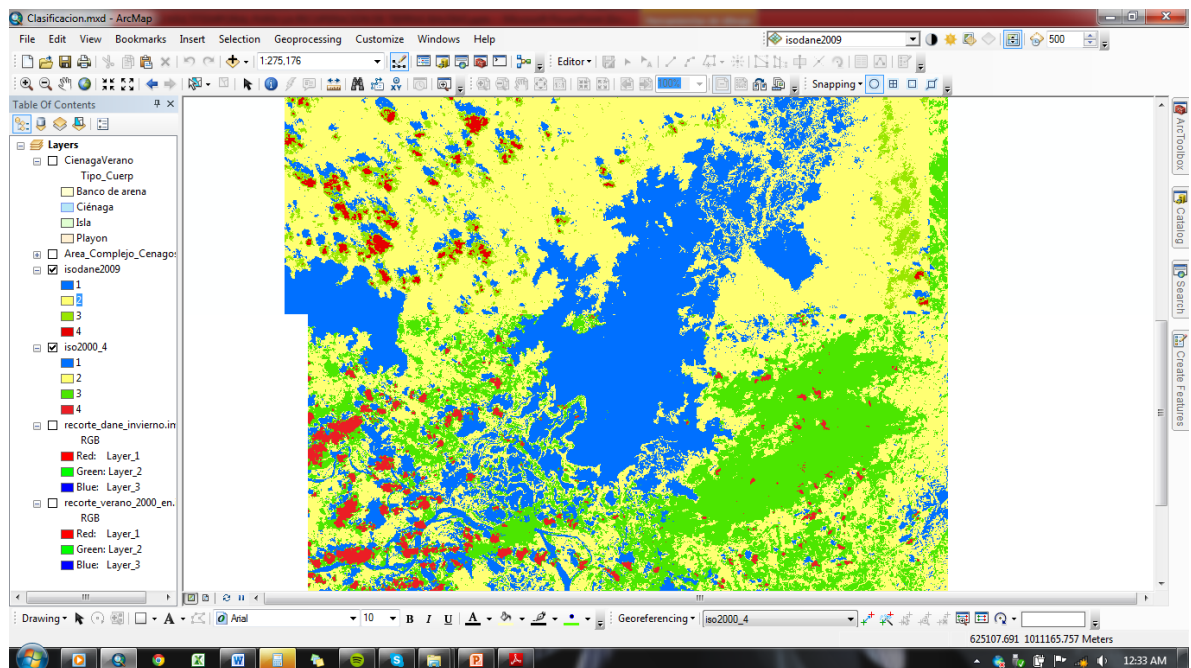 Clasificacion.mxd - ArcMap
File Edit View Bookmarks Insert Selection Geoprocessing Customize Windows Help
isodane2009
500
1:275,176
Editor
100%
Snapping
Table Of Contents
Layers
CienagaVerano
Tipo_Cuerp
Banco de arena
Ciénaga
Isla
Playon
Area_Complejo_Cenago
isodane2009
1
2
3
4
iso2000_4
1
2
3
4
recorte_dane_invierno.im
RGB
Red: Layer_1
Green: Layer_2
Blue: Layer_3
recorte_verano_2000_en.
RGB
Red: Layer_1
Green: Layer_2
Blue: Layer_3
ArcToolbox
Catalog
Search
Create Features
Drawing
A
Arial
10
B I U A
Georeferencing
iso2000_4
625107.691 1011165.757 Meters
12:33 AM